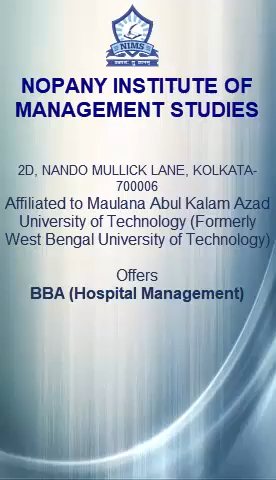 NIMS
NOPANY INSTITUTE OF
MANAGEMENT STUDIES
2D, NANDO MULLICK LANE, KOLKATA-
700006
Affiliated to Maulana Abul Kalam Azad
University of Technology (Formerly
West Bengal University of Technology)
Offers
BBA (Hospital Management)